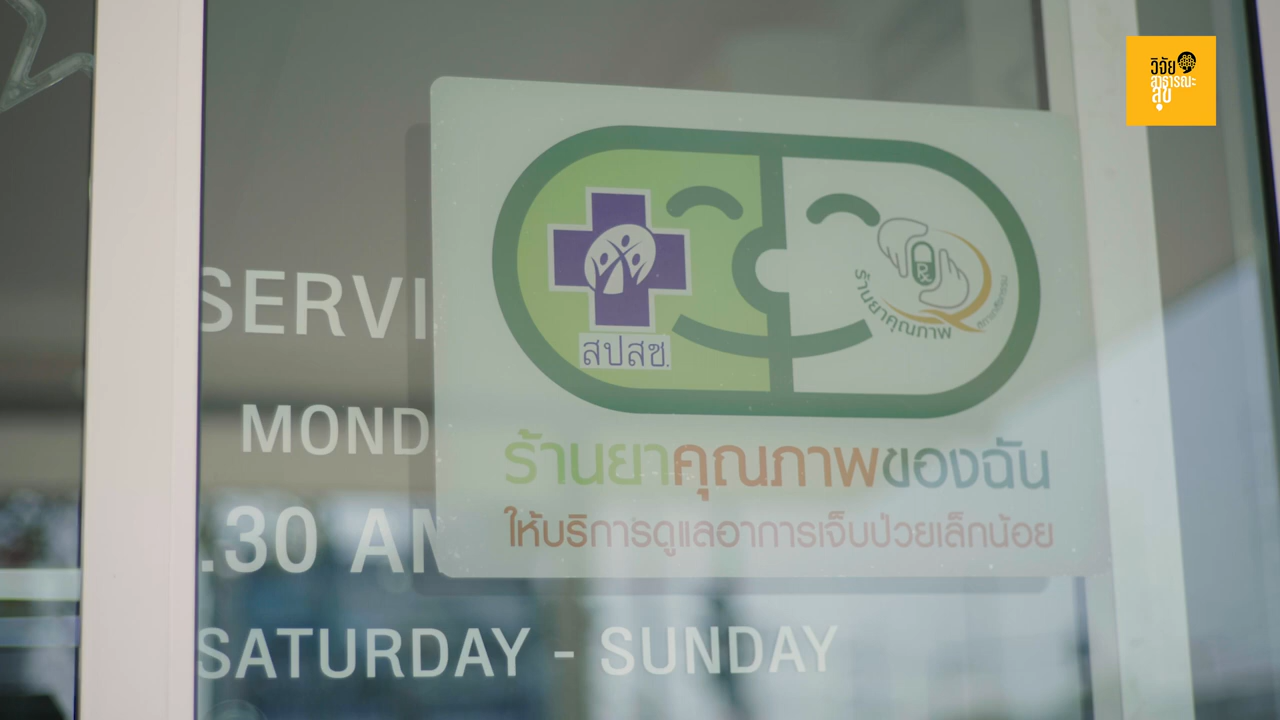 วิจัย
สาธารณะ
สุข
สปสช.
Rx
ร้านยาคุณภาพ
ร้านยาคุณภาพของฉัน
ให้บริการดูแลอาการเจ็บป่วยเล็กน้อย
SERVI
MOND
.30 AM
SATURDAY - SUNDAY